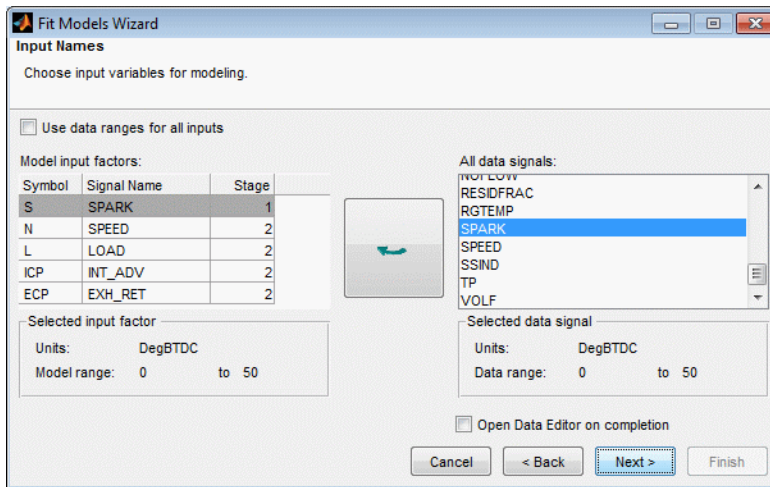 Fit Models Wizard
Input Names
Choose input variables for modeling.
Use data ranges for all inputs
Model input factors:
Symbol Signal Name Stage
S SPARK 1
N SPEED 2
L LOAD 2
ICP INT_ADV 2
ECP EXH_RET 2
All data signals:
RESIDFRAC
RGTEMP
SPARK
SPEED
SSIND
TP
VOLF
Selected input factor
Units: DegBTDC
Model range: 0 to 50
Selected data signal
Units: DegBTDC
Data range: 0 to 50
Open Data Editor on completion
Cancel < Back Next > Finish